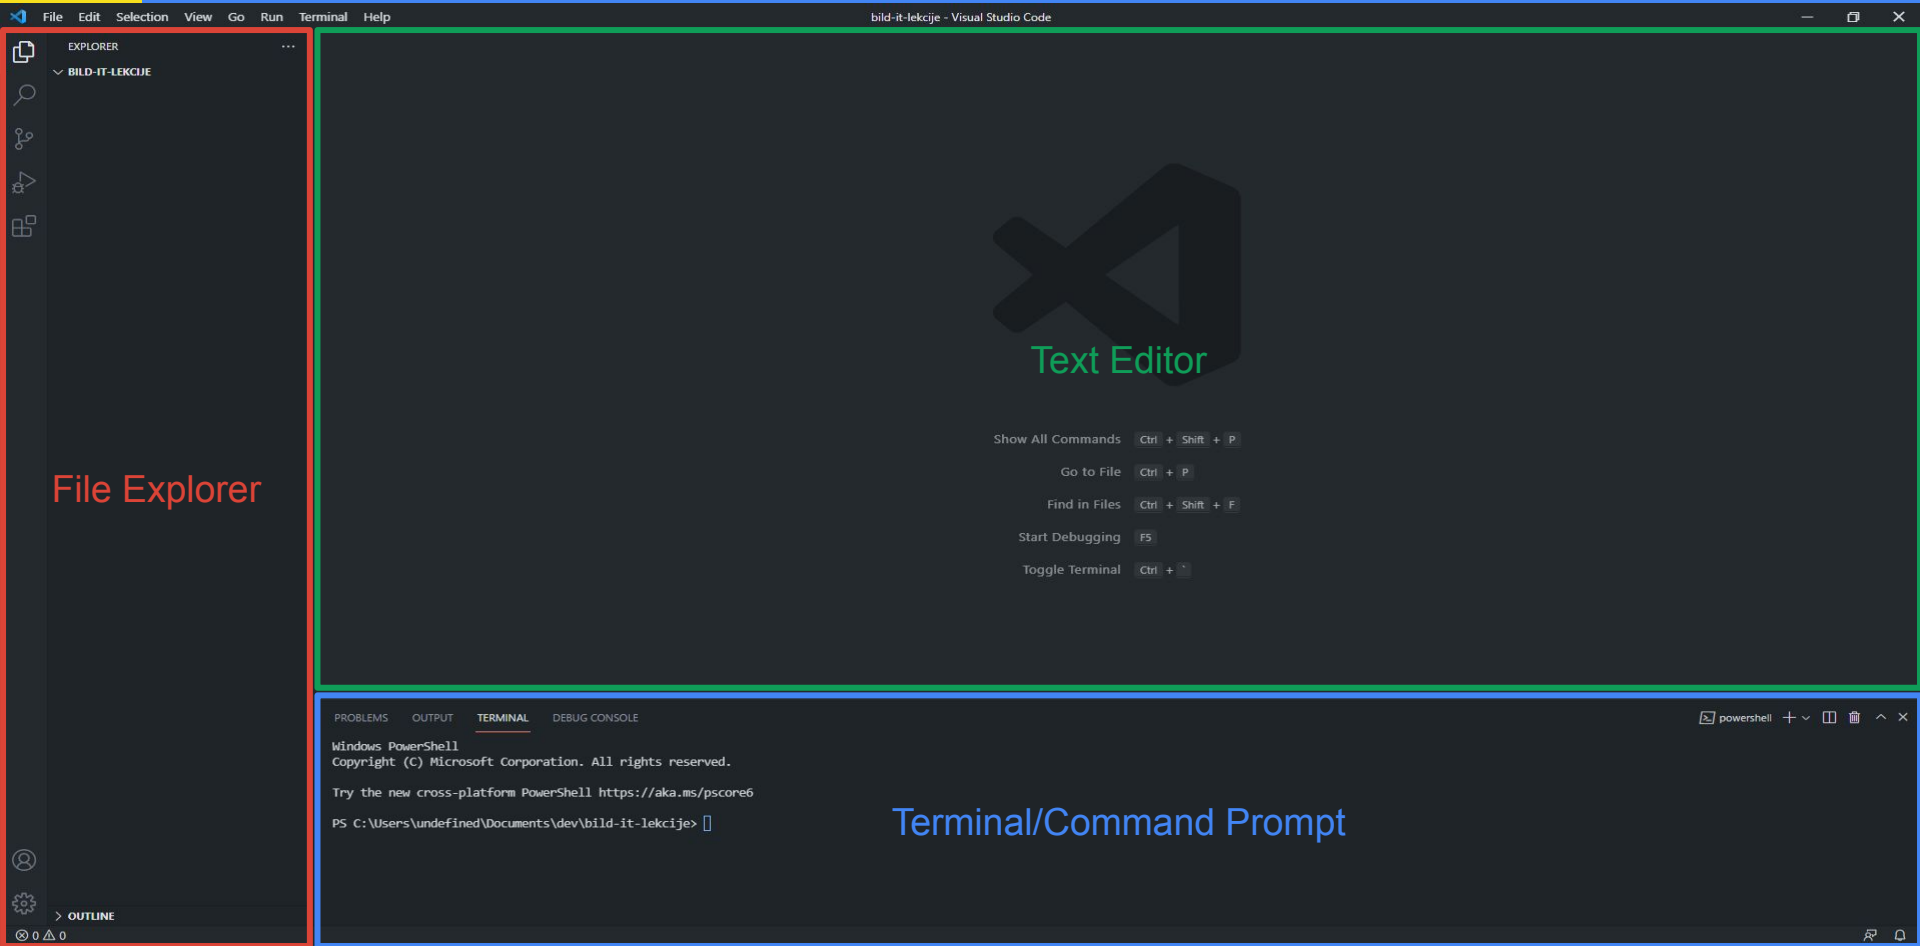 File Edit Selection View Go Run Terminal Help
bild-it-lekcije - Visual Studio Code
EXPLORER
BILD-IT-LEKCIJE
File Explorer
OUTLINE
0 0
Text Editor
Show All Commands Ctrl + Shift + P
Go to File Ctrl + P
Find in Files Ctrl + Shift + F
Start Debugging F5
Toggle Terminal Ctrl + `
PROBLEMS OUTPUT TERMINAL DEBUG CONSOLE
powershell
Windows PowerShell
Copyright (C) Microsoft Corporation. All rights reserved.
Try the new cross-platform PowerShell https://aka.ms/pscore6
PS C:\Users\undefined\Documents\dev\bild-it-lekcije>
Terminal/Command Prompt